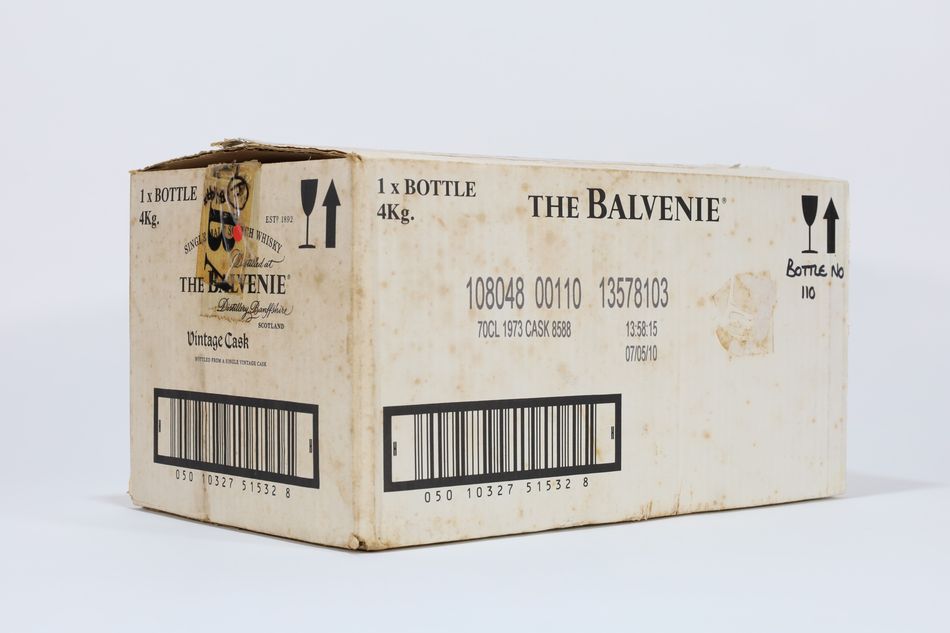 1 x BOTTLE
4Kg.
ESTD 1892
SINGLE MALT SCOTCH WHISKY
Distilled at
THE BALVENIE®
Distillery, Banffshire
SCOTLAND
Vintage Cask
BOTTLED FROM A SINGLE VINTAGE CASK
050 10327 51532 8
1 x BOTTLE
4Kg.
THE BALVENIE®
BOTTLE NO
110
108048 00110 13578103
70CL 1973 CASK 8588 13:58:15
07/05/10
050 10327 51532 8